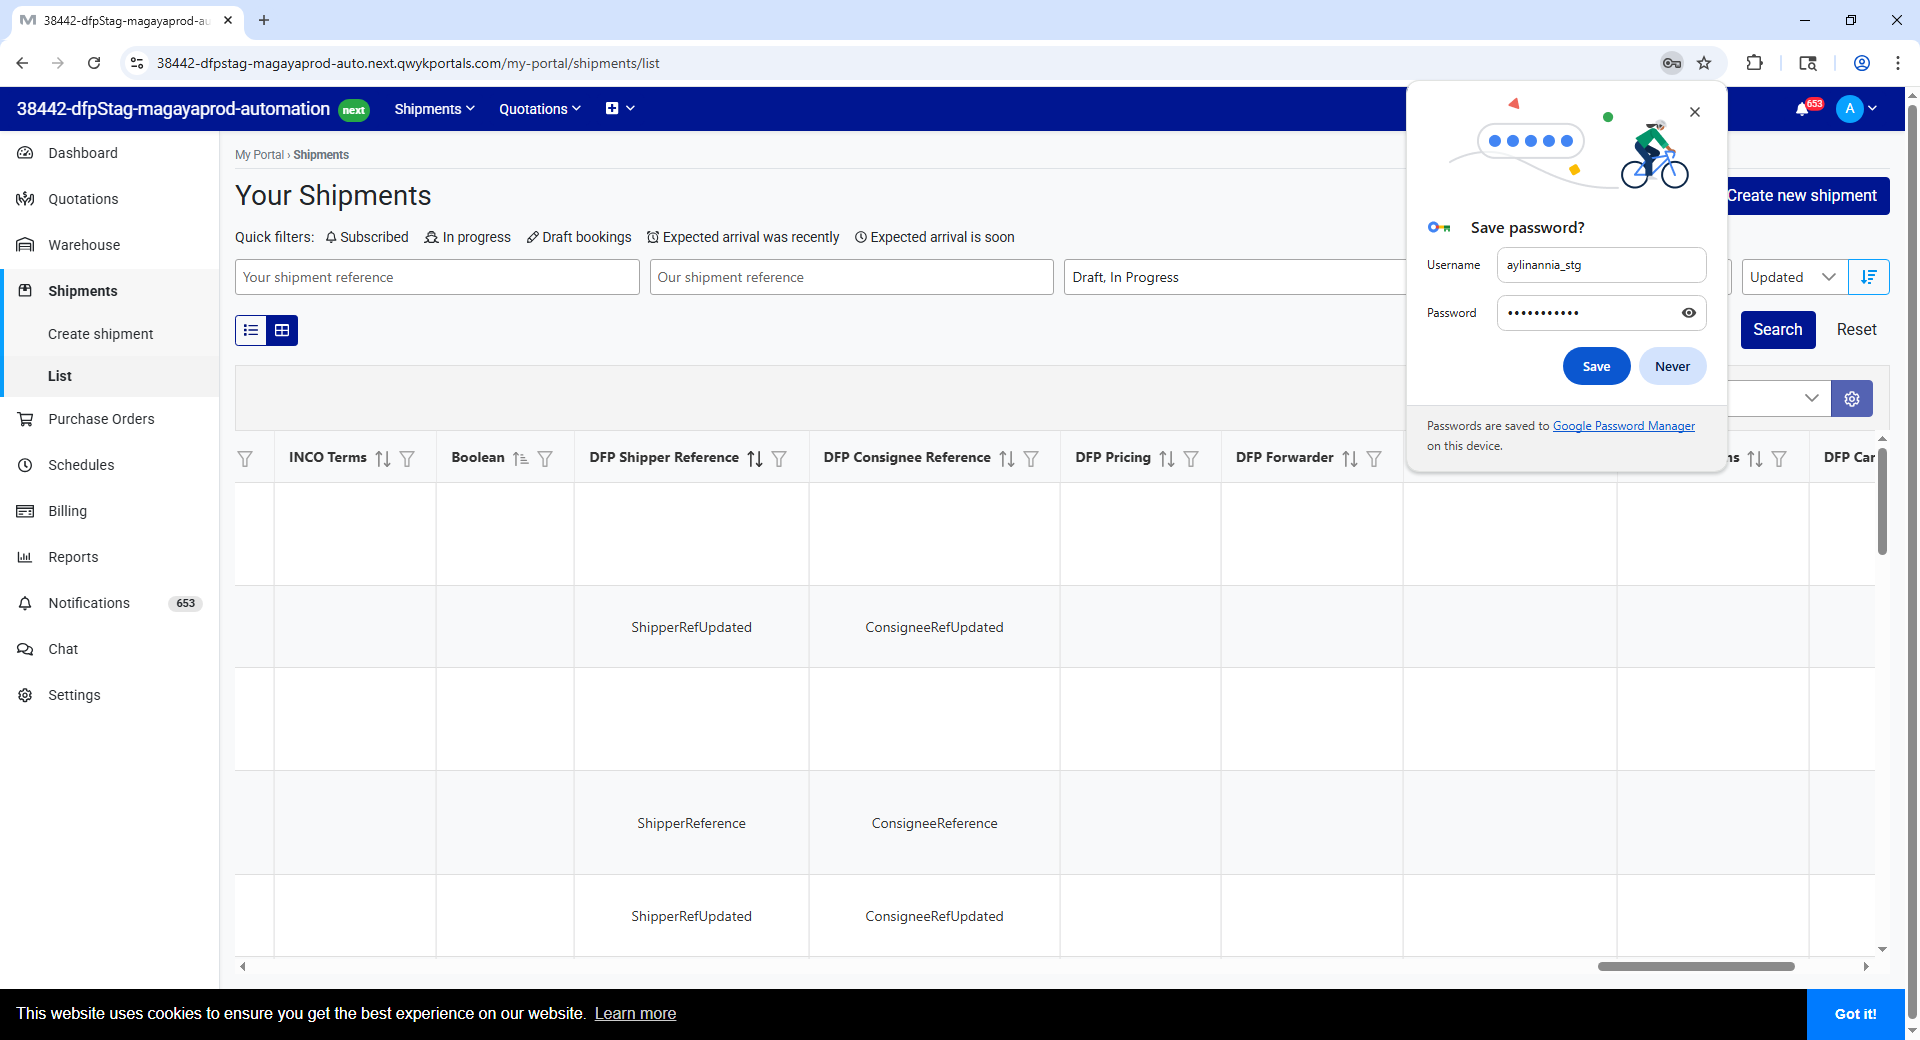 38442-dfpStag-magayaprod-au
38442-dfpstag-magayaprod-auto.next.qwykportals.com/my-portal/shipments/list
38442-dfpStag-magayaprod-automation next Shipments Quotations 653 A
Dashboard
Quotations
Warehouse
Shipments
Create shipment
List
Purchase Orders
Schedules
Billing
Reports
Notifications 653
Chat
Settings
My Portal › Shipments
Your Shipments
Create new shipment
Quick filters: Subscribed In progress Draft bookings Expected arrival was recently Expected arrival is soon
Your shipment reference Our shipment reference Draft, In Progress Updated
Search Reset
Save password?
Username aylinannia_stg
Password •••••••••••
Save Never
Passwords are saved to Google Password Manager
on this device.
INCO Terms Boolean DFP Shipper Reference DFP Consignee Reference DFP Pricing DFP Forwarder ns DFP Car
ShipperRefUpdated ConsigneeRefUpdated
ShipperReference ConsigneeReference
ShipperRefUpdated ConsigneeRefUpdated
This website uses cookies to ensure you get the best experience on our website. Learn more
Got it!